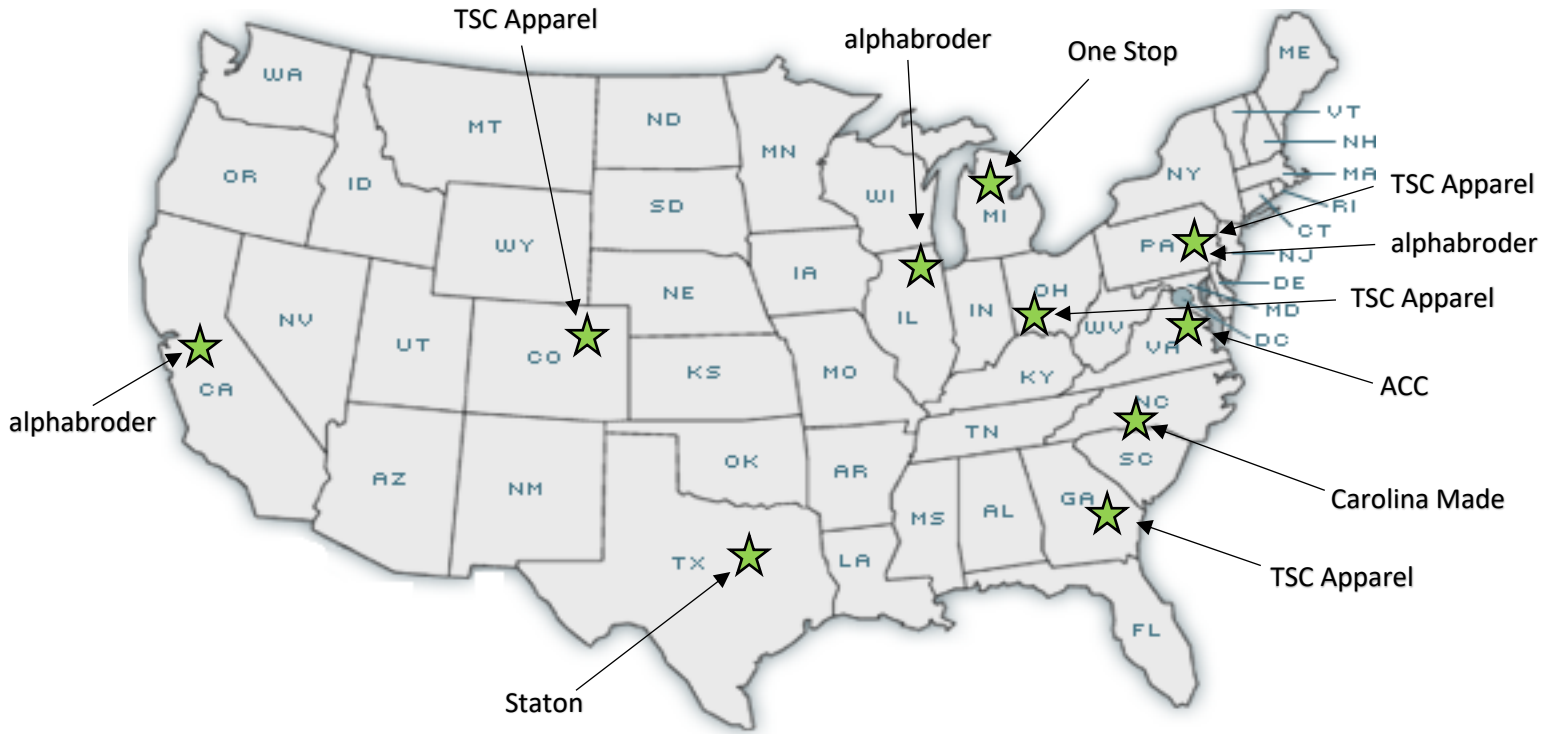 TSC Apparel
alphabroder
One Stop
ME
WA
VT
MT
ND
NH
MN
OR
ID
WI
NY
MA
TSC Apparel
SD
MI
RI
CT
WY
PA
alphabroder
NJ
IA
NE
OH
DE
TSC Apparel
IL
IN
MD
NV
WV
DC
UT
CO
VA
KS
MO
KY
CA
ACC
alphabroder
NC
TN
SC
OK
AR
AZ
NM
GA
Carolina Made
MS
AL
TX
LA
TSC Apparel
FL
Staton